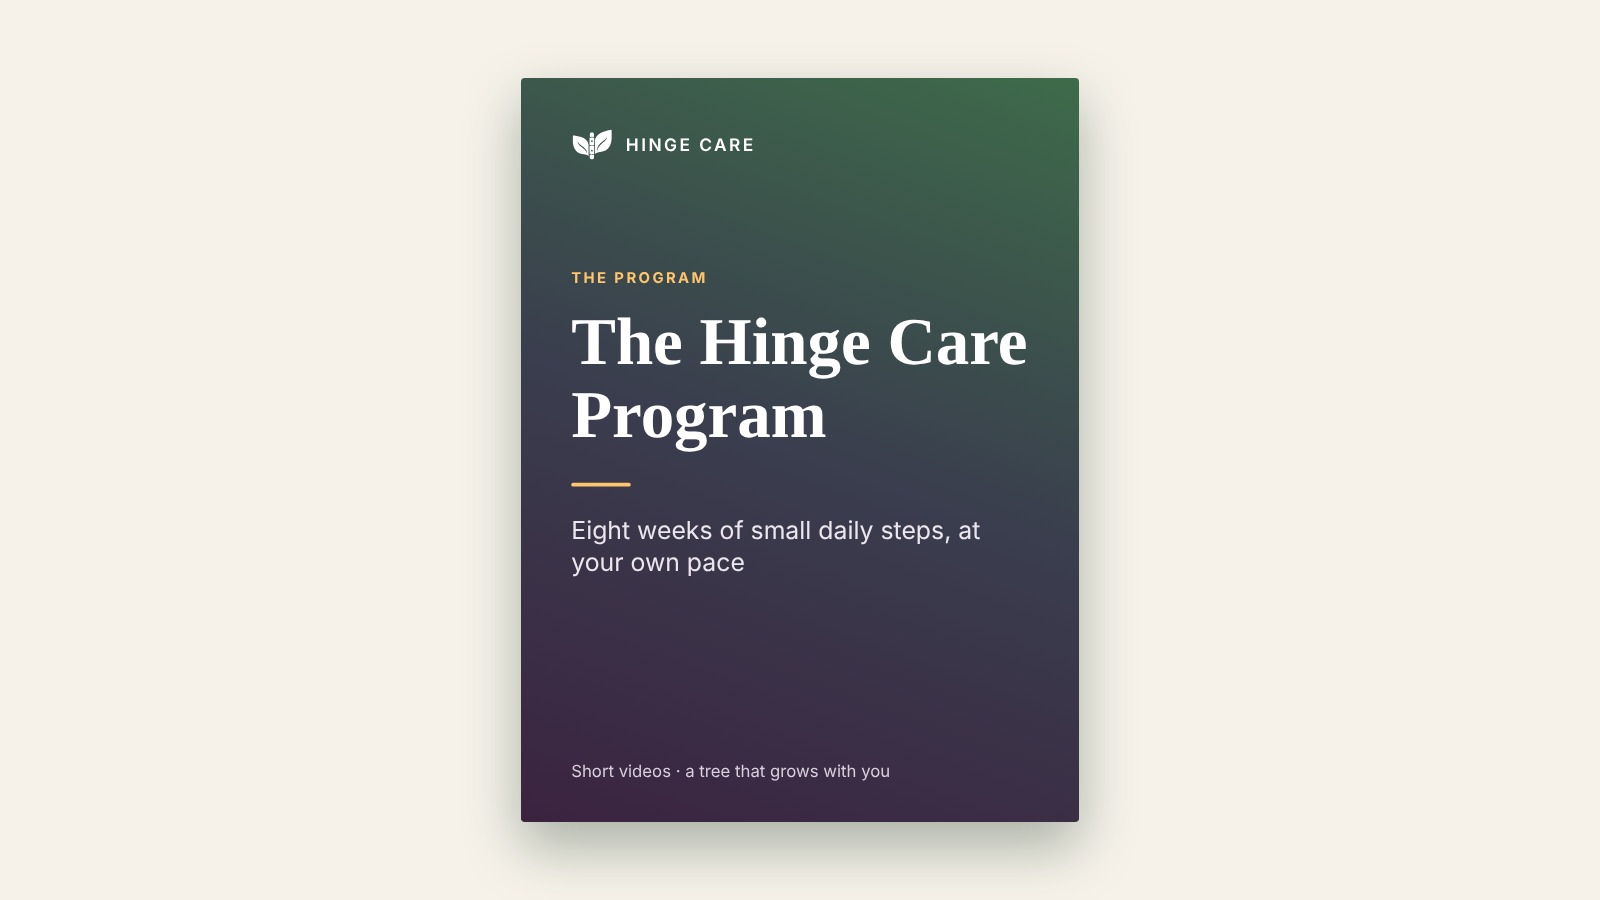 HINGE CARE
THE PROGRAM
The Hinge Care
Program
Eight weeks of small daily steps, at
your own pace
Short videos · a tree that grows with you